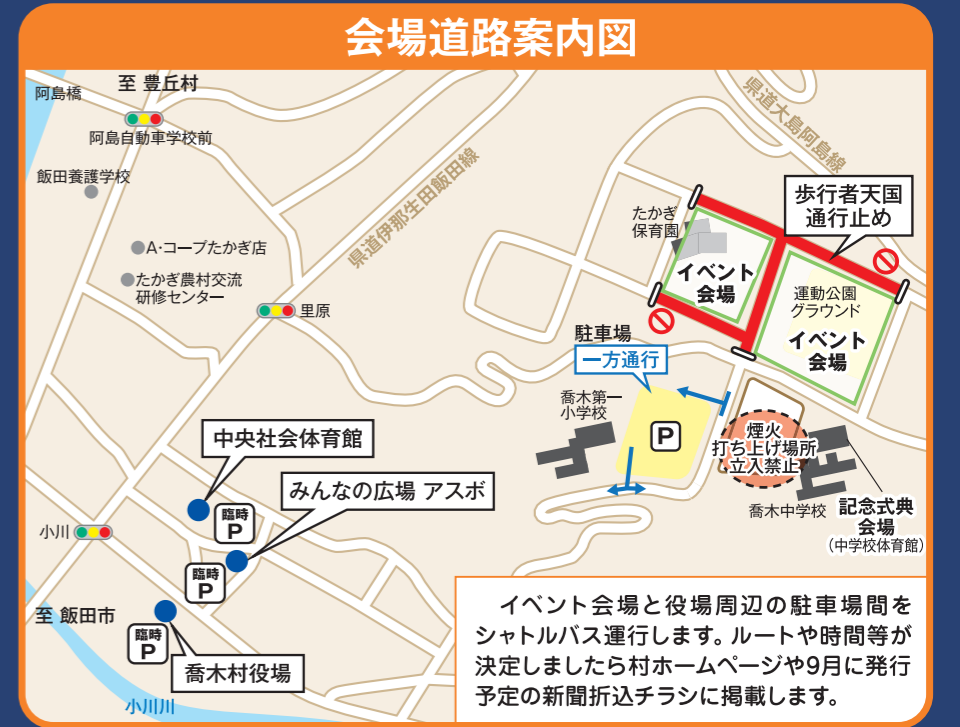 会場道路案内図
阿島橋
至 豊丘村
阿島自動車学校前
飯田養護学校
A・コープたかぎ店
たかぎ農村交流
研修センター
里原
県道伊那生田飯田線
県道大島阿島線
たかぎ
保育園
イベント
会場
歩行者天国
通行止め
運動公園
グラウンド
イベント
会場
駐車場
一方通行
喬木第一
小学校
P
煙火
打ち上げ場所
立入禁止
喬木中学校
記念式典
会場
(中学校体育館)
中央社会体育館
臨時
P
みんなの広場 アスボ
臨時
P
小川
至 飯田市
臨時
P
喬木村役場
小川川
イベント会場と役場周辺の駐車場間を
シャトルバス運行します。ルートや時間等が
決定しましたら村ホームページや9月に発行
予定の新聞折込チラシに掲載します。